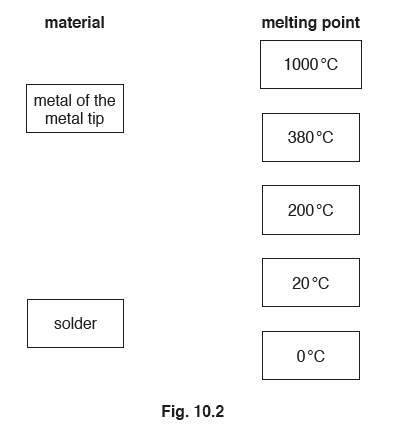 material
melting point
1000°C
metal of the
metal tip
380°C
200°C
20°C
solder
0°C
Fig. 10.2